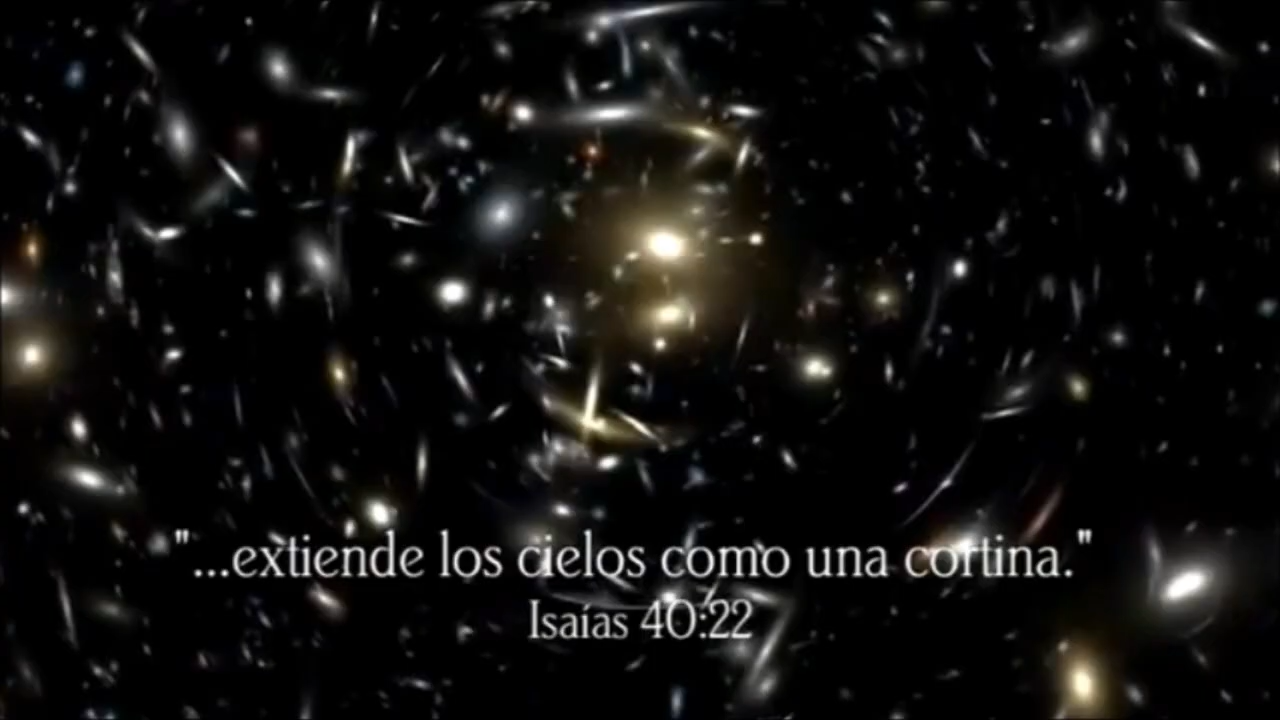 "...extiende los cielos como una cortina."
Isaías 40:22